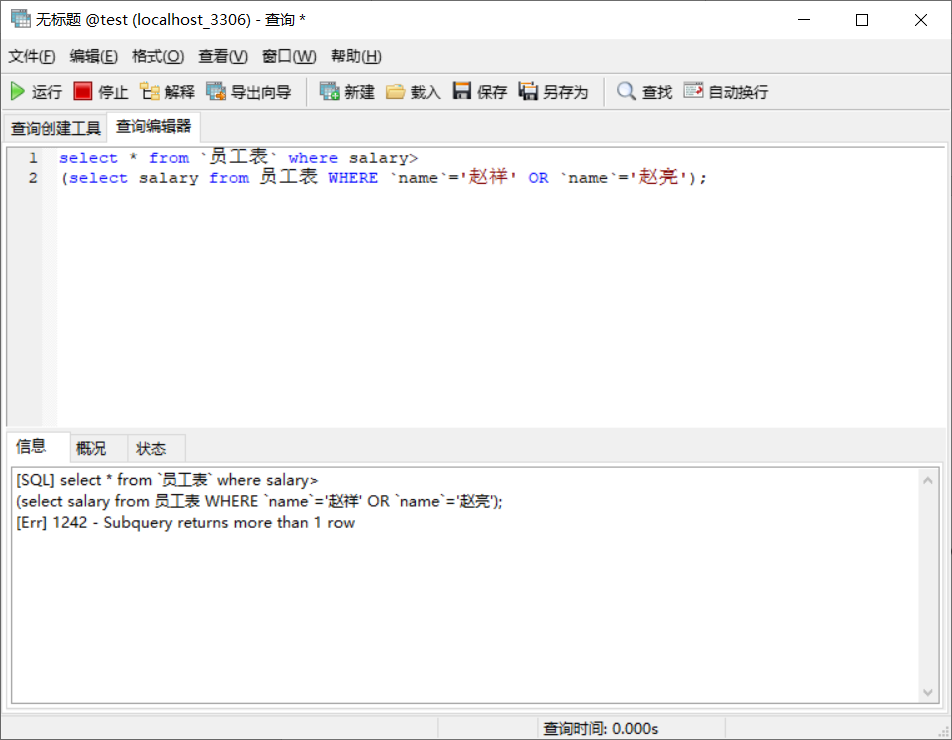 无标题 @test (localhost_3306) - 查询 *
文件(F) 编辑(E) 格式(O) 查看(V) 窗口(W) 帮助(H)
运行 停止 解释 导出向导 新建 载入 保存 另存为 查找 自动换行
查询创建工具 查询编辑器
1 select * from `员工表` where salary>
2 (select salary from 员工表 WHERE `name`='赵祥' OR `name`='赵亮');
信息 概况 状态
[SQL] select * from `员工表` where salary>
(select salary from 员工表 WHERE `name`='赵祥' OR `name`='赵亮');
[Err] 1242 - Subquery returns more than 1 row
查询时间: 0.000s